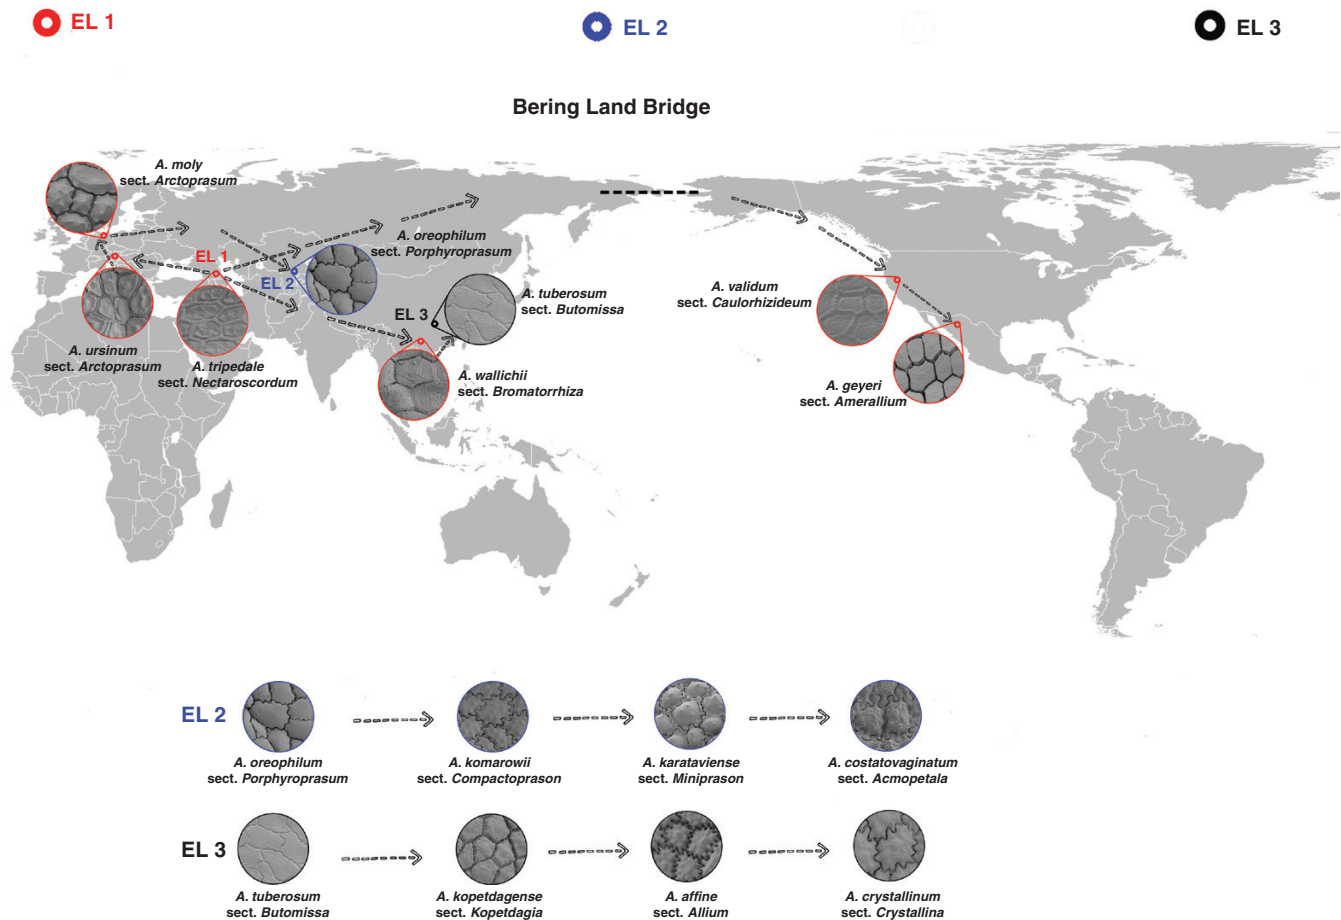 EL 1
EL 2
EL 3
Bering Land Bridge
A. moly
sect. Arctoprasum
EL 1
A. oreophilum
sect. Porphyroprasum
EL 2
EL 3
A. tuberosum
sect. Butomissa
A. validum
sect. Caulorhizideum
A. ursinum
sect. Arctoprasum
A. tripedale
sect. Nectaroscordum
A. wallichii
sect. Bromatorrhiza
A. geyeri
sect. Amerallium
EL 2
A. oreophilum
sect. Porphyroprasum
A. komarowii
sect. Compactoprason
A. karataviense
sect. Miniprason
A. costatovaginatum
sect. Acmopetala
EL 3
A. tuberosum
sect. Butomissa
A. kopetdagense
sect. Kopetdagia
A. affine
sect. Allium
A. crystallinum
sect. Crystallina